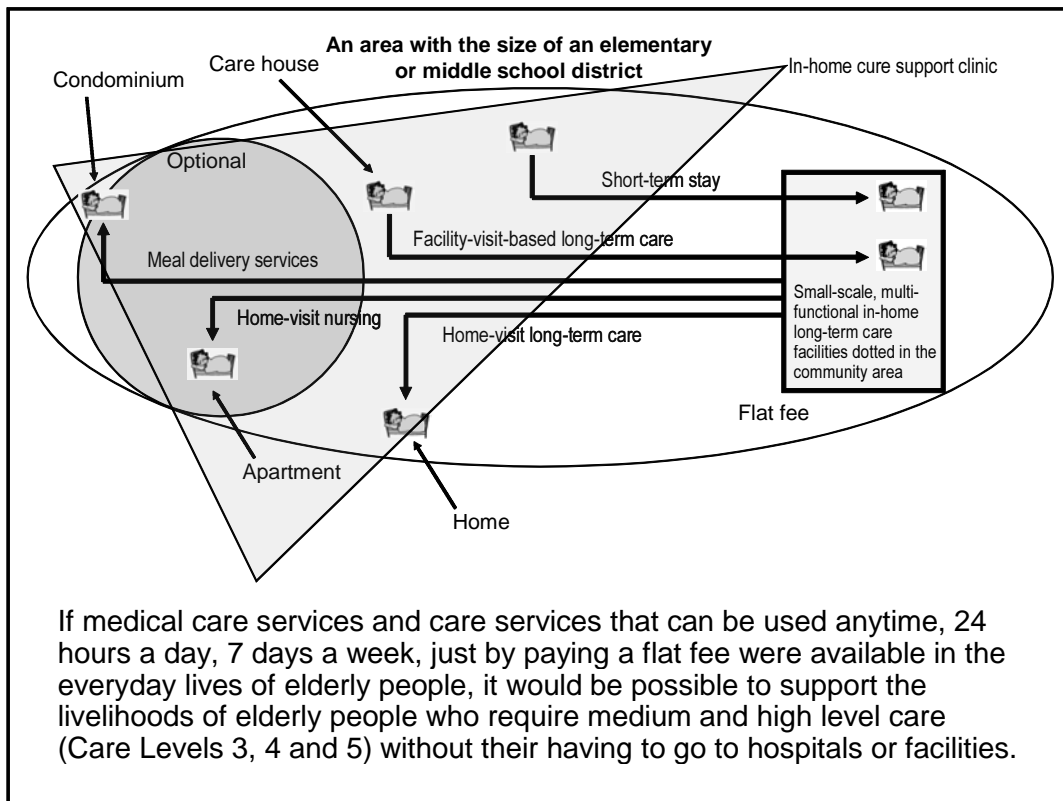 An area with the size of an elementary
or middle school district
Care house
In-home cure support clinic
Condominium
Optional
Short-term stay
Facility-visit-based long-term care
Meal delivery services
Home-visit nursing
Home-visit long-term care
Small-scale, multi-
functional in-home
long-term care
facilities dotted in the
community area
Flat fee
Apartment
Home
If medical care services and care services that can be used anytime, 24
hours a day, 7 days a week, just by paying a flat fee were available in the
everyday lives of elderly people, it would be possible to support the
livelihoods of elderly people who require medium and high level care
(Care Levels 3, 4 and 5) without their having to go to hospitals or facilities.